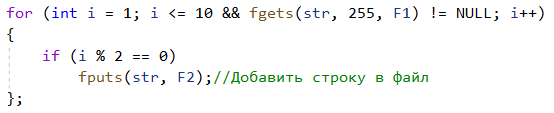 for (int i = 1; i <= 10 && fgets(str, 255, F1) != NULL; i++)
{
    if (i % 2 == 0)
        fputs(str, F2);//Добавить строку в файл
};